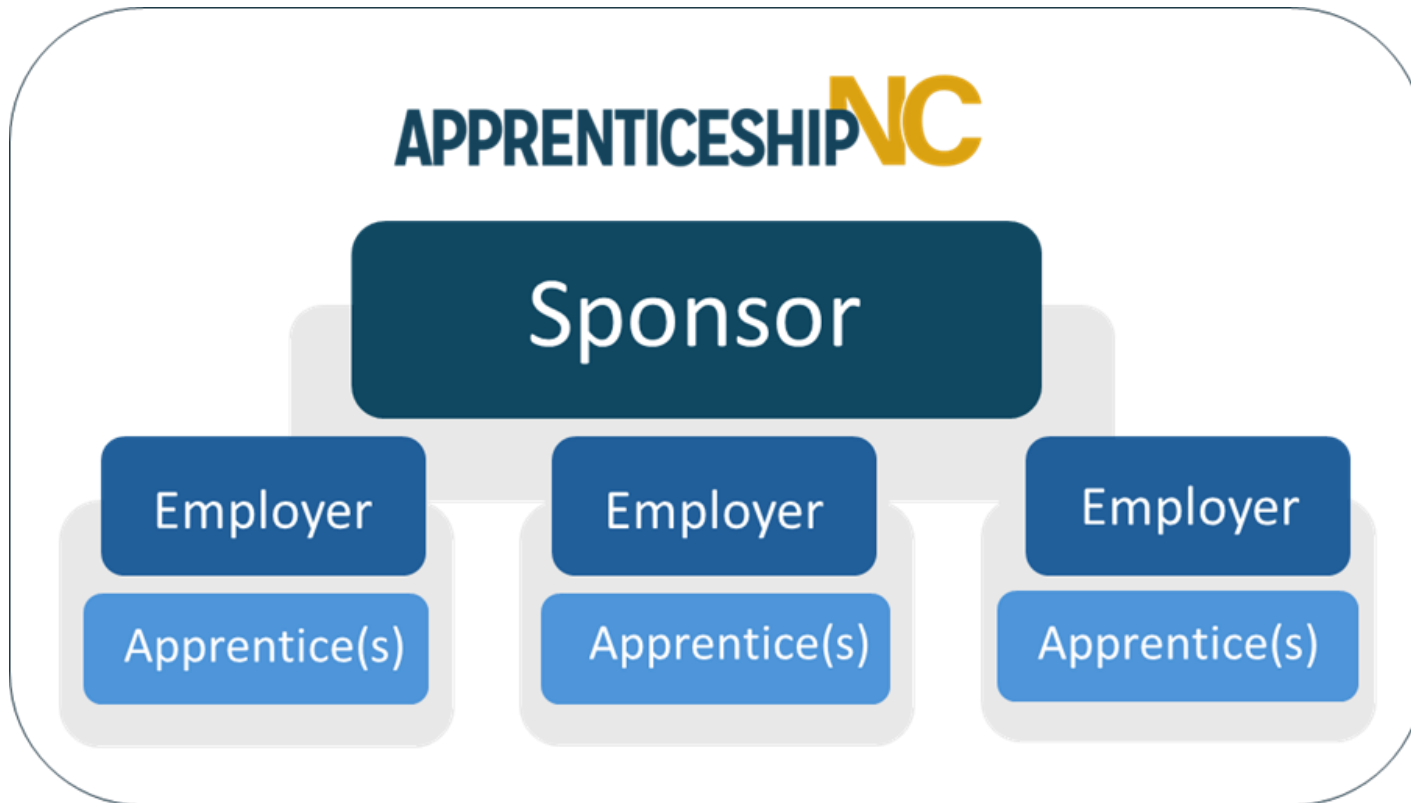 APPRENTICESHIPNC
Sponsor
Employer
Employer
Employer
Apprentice(s)
Apprentice(s)
Apprentice(s)